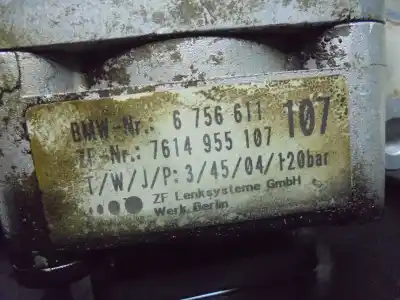 BMW-Nr.: 6 756 611 107
ZF-Nr.: 7614 955 107
T/W/J/P: 3/45/04/120bar
ZF Lenksysteme GmbH
Werk Berlin